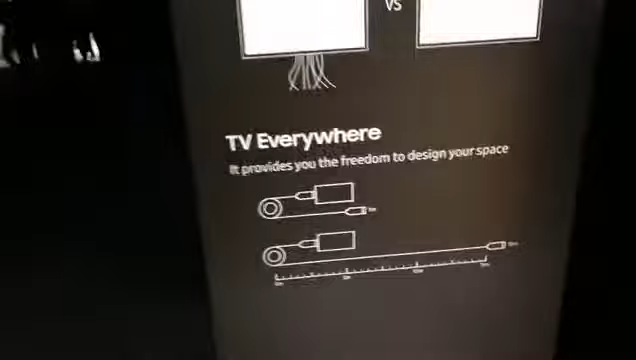 VS
TV Everywhere
It provides you the freedom to design your space